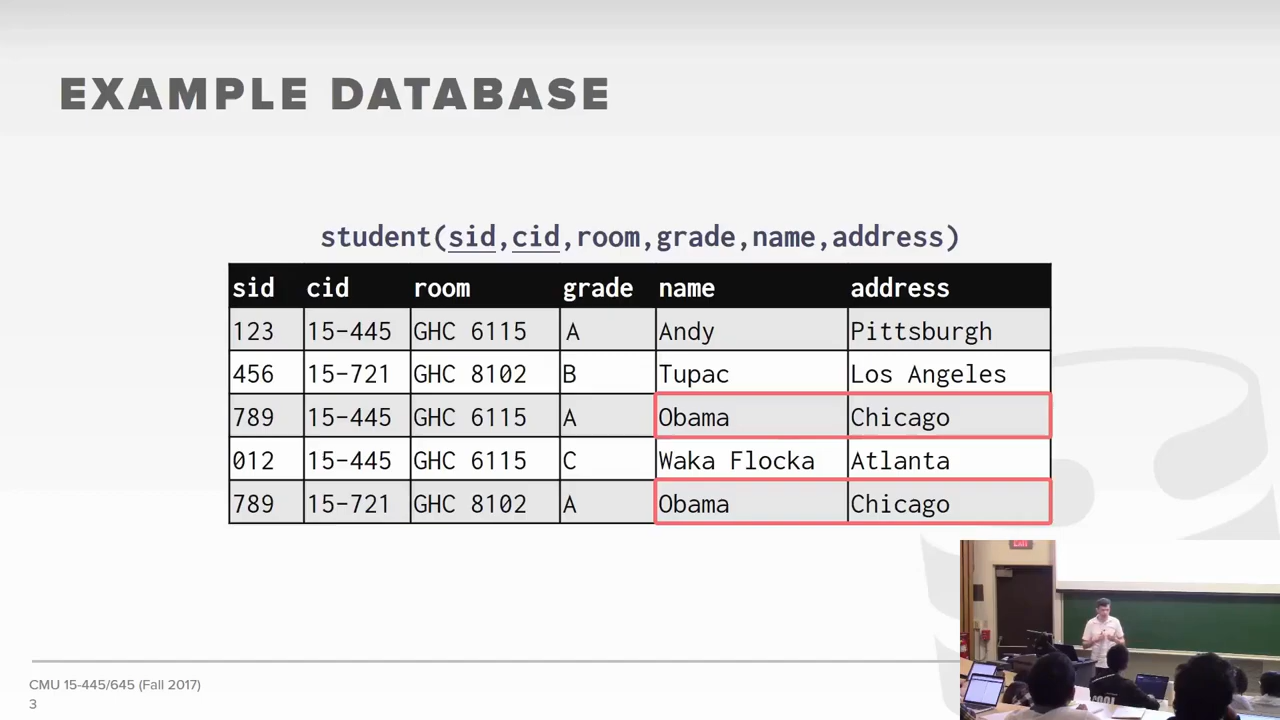 EXAMPLE DATABASE
student(sid,cid,room,grade,name,address)
sid cid room grade name address
123 15-445 GHC 6115 A Andy Pittsburgh
456 15-721 GHC 8102 B Tupac Los Angeles
789 15-445 GHC 6115 A Obama Chicago
012 15-445 GHC 6115 C Waka Flocka Atlanta
789 15-721 GHC 8102 A Obama Chicago
CMU 15-445/645 (Fall 2017)
3
EXIT